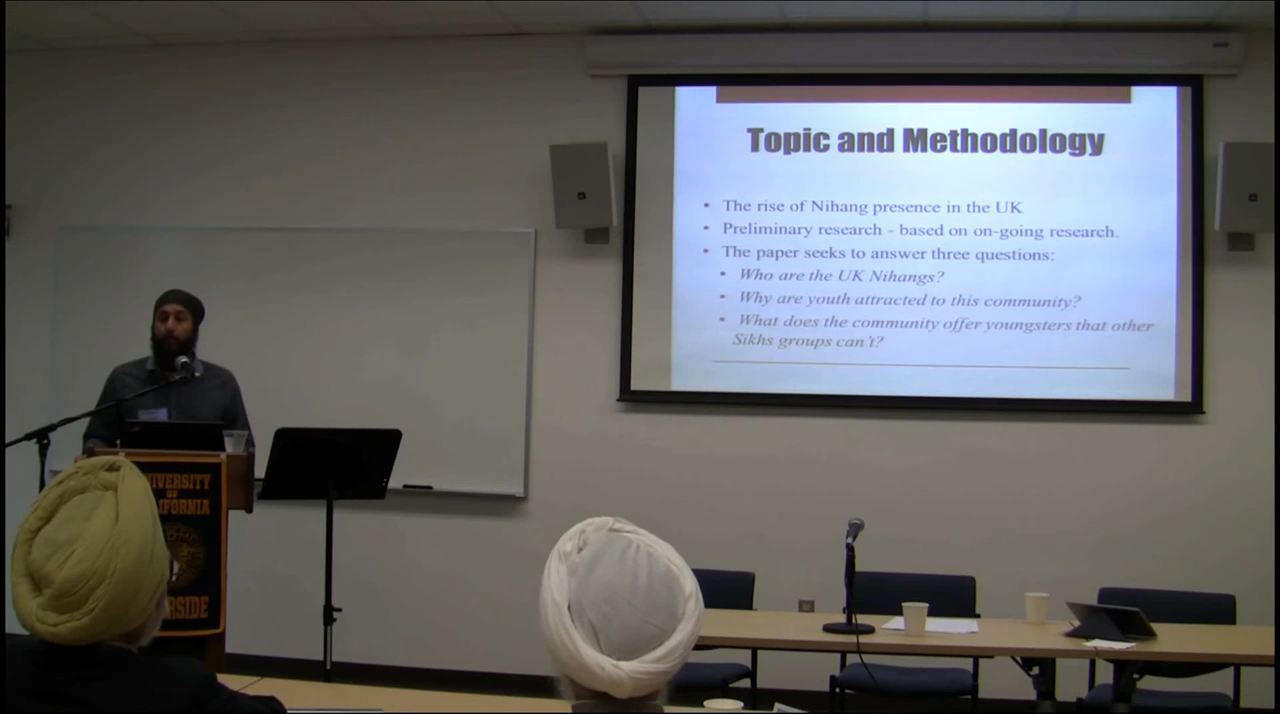 Topic and Methodology
• The rise of Nihang presence in the UK
• Preliminary research - based on on-going research.
• The paper seeks to answer three questions:
• Who are the UK Nihangs?
• Why are youth attracted to this community?
• What does the community offer youngsters that other
Sikhs groups can't?
NIVERSITY
OF
IFORNIA
RSIDE